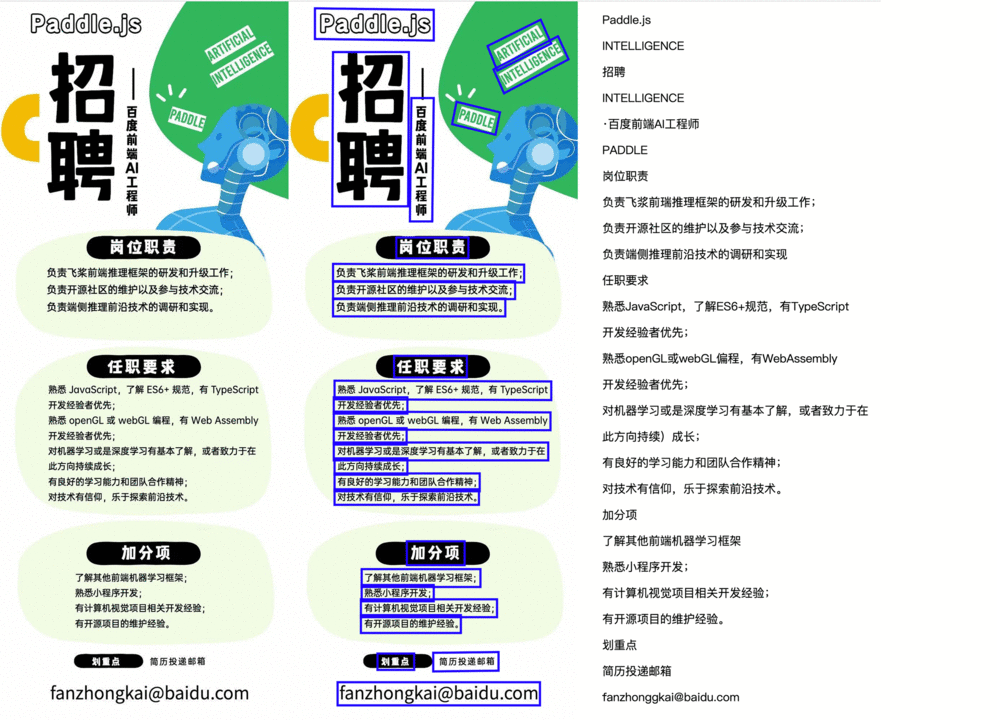 Paddle.js
ARTIFICIAL
INTELLIGENCE
招聘
百度前端AI工程师
PADDLE
岗位职责
负责飞桨前端推理框架的研发和升级工作；
负责开源社区的维护以及参与技术交流；
负责端侧推理前沿技术的调研和实现。
任职要求
熟悉 JavaScript，了解 ES6+ 规范，有 TypeScript
开发经验者优先；
熟悉 openGL 或 webGL 编程，有 Web Assembly
开发经验者优先；
对机器学习或是深度学习有基本了解，或者致力于在
此方向持续成长；
有良好的学习能力和团队合作精神；
对技术有信仰，乐于探索前沿技术。
加分项
了解其他前端机器学习框架；
熟悉小程序开发；
有计算机视觉项目相关开发经验；
有开源项目的维护经验。
划重点 简历投递邮箱
fanzhongkai@baidu.com
Paddle.js
ARTIFICIAL
INTELLIGENCE
招聘
百度前端AI工程师
PADDLE
岗位职责
负责飞桨前端推理框架的研发和升级工作；
负责开源社区的维护以及参与技术交流；
负责端侧推理前沿技术的调研和实现。
任职要求
熟悉 JavaScript，了解 ES6+ 规范，有 TypeScript
开发经验者优先；
熟悉 openGL 或 webGL 编程，有 Web Assembly
开发经验者优先；
对机器学习或是深度学习有基本了解，或者致力于在
此方向持续成长；
有良好的学习能力和团队合作精神；
对技术有信仰，乐于探索前沿技术。
加分项
了解其他前端机器学习框架；
熟悉小程序开发；
有计算机视觉项目相关开发经验；
有开源项目的维护经验。
划重点 简历投递邮箱
fanzhongkai@baidu.com
Paddle.js
INTELLIGENCE
招聘
INTELLIGENCE
·百度前端AI工程师
PADDLE
岗位职责
负责飞浆前瑞推理框架的研发和升级工作；
负责开源社区的维护以及参与技术交流；
负责端侧推理前沿技术的调研和实现
任职要求
熟悉JavaScript，了解ES6+规范，有TypeScript
开发经验者优先；
熟悉openGL或webGL偏程，有WebAssembly
开发经验者优先；
对机器学习或是深度学习有基本了解，或者致力于在
此方向持续）成长；
有良好的学习能力和团队合作精神；
对技术有信仰，乐于探索前沿技术。
加分项
了解其他前端机器学习框架
熟悉小程序开发；
有计算机视觉项目相关开发经验；
有开源项目的维护经验。
划重点
简历投递邮箱
fanzhonggkai@baidu.com